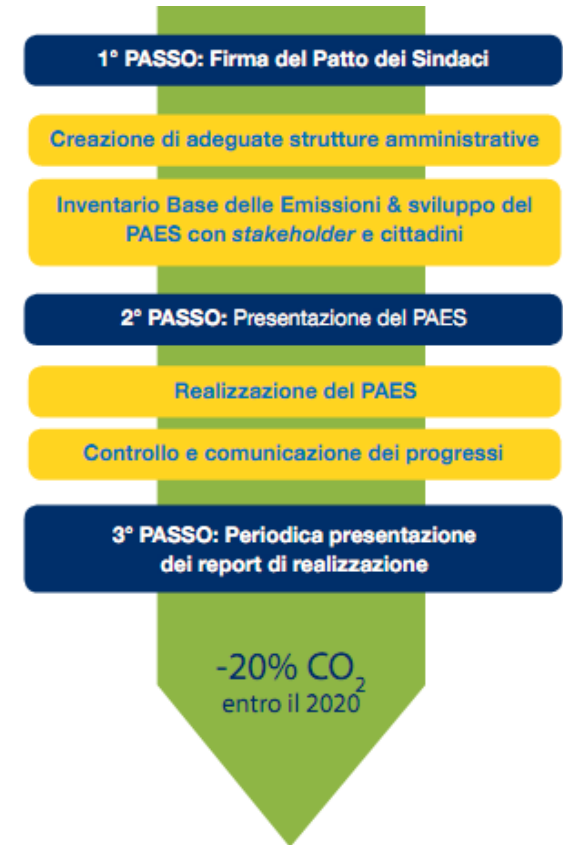 1° PASSO: Firma del Patto dei Sindaci
Creazione di adeguate strutture amministrative
Inventario Base delle Emissioni & sviluppo del
PAES con stakeholder e cittadini
2° PASSO: Presentazione del PAES
Realizzazione del PAES
Controllo e comunicazione dei progressi
3° PASSO: Periodica presentazione
dei report di realizzazione
-20% CO₂
entro il 2020